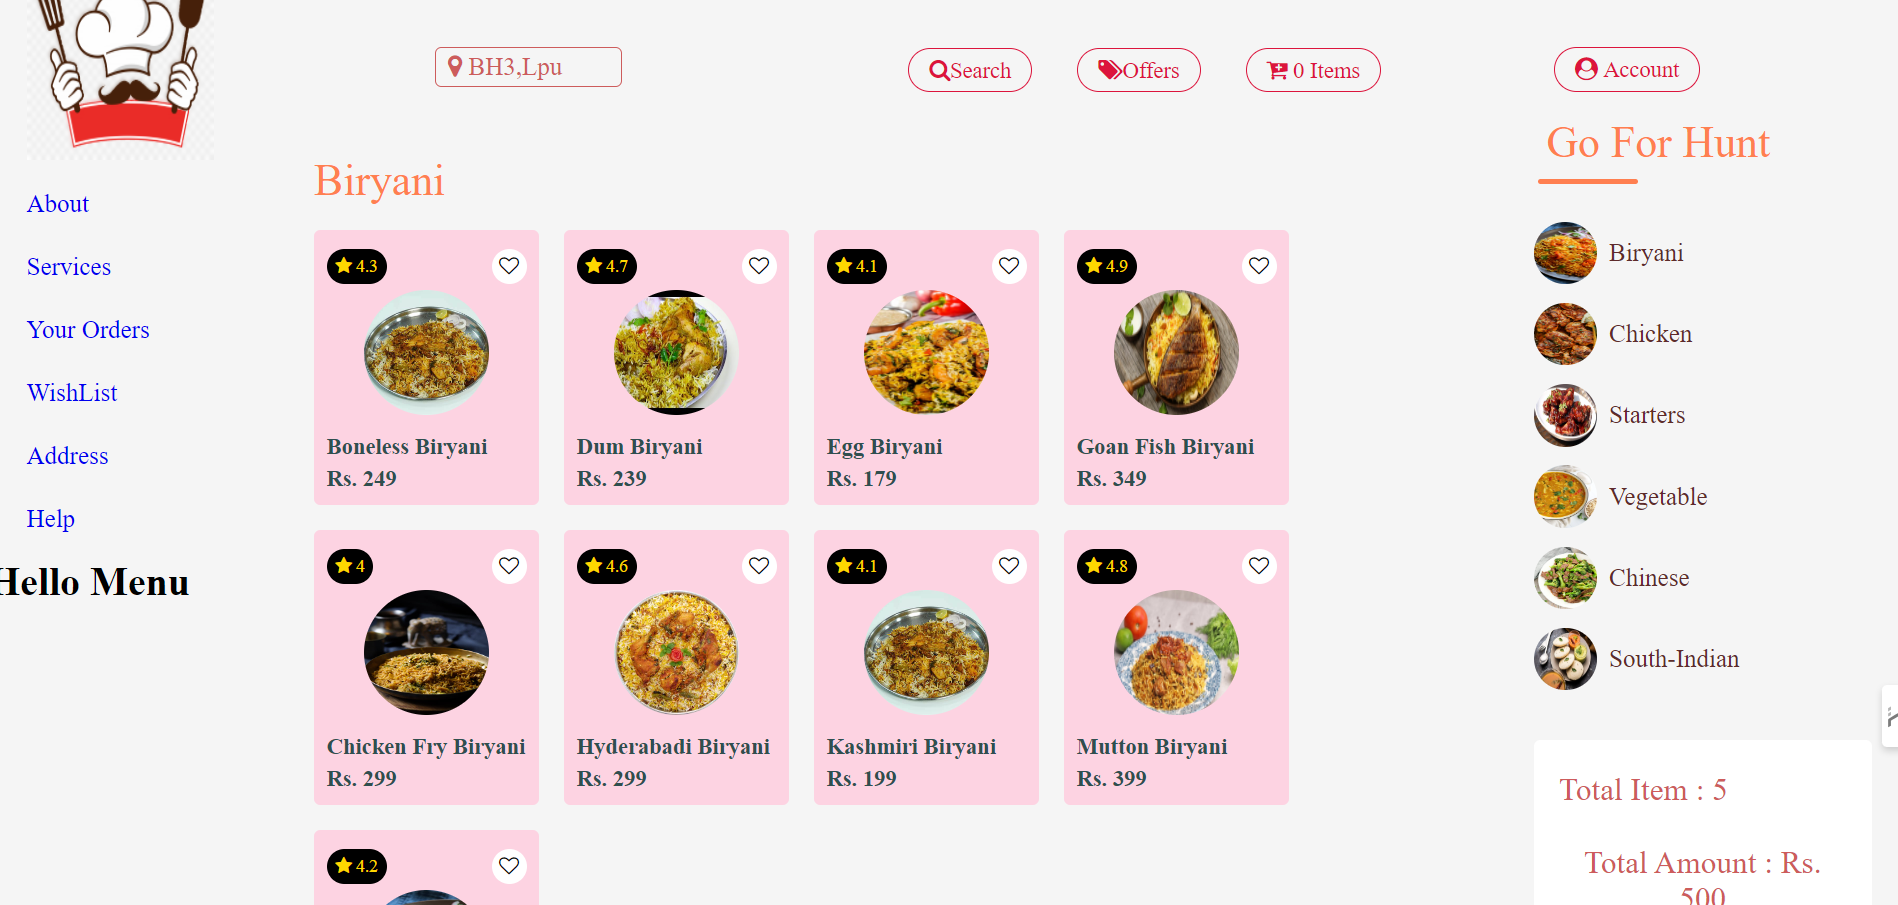 BH3,Lpu
Search
Offers
0 Items
Account
About
Services
Your Orders
WishList
Address
Help
Hello Menu
Biryani
4.3
Boneless Biryani
Rs. 249
4.7
Dum Biryani
Rs. 239
4.1
Egg Biryani
Rs. 179
4.9
Goan Fish Biryani
Rs. 349
4
Chicken Fry Biryani
Rs. 299
4.6
Hyderabadi Biryani
Rs. 299
4.1
Kashmiri Biryani
Rs. 199
4.8
Mutton Biryani
Rs. 399
4.2
Go For Hunt
Biryani
Chicken
Starters
Vegetable
Chinese
South-Indian
Total Item : 5
Total Amount : Rs.
500